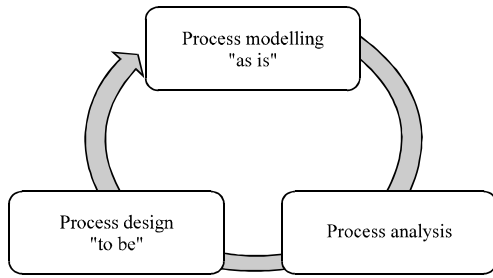 Process modelling
"as is"
Process analysis
Process design
"to be"